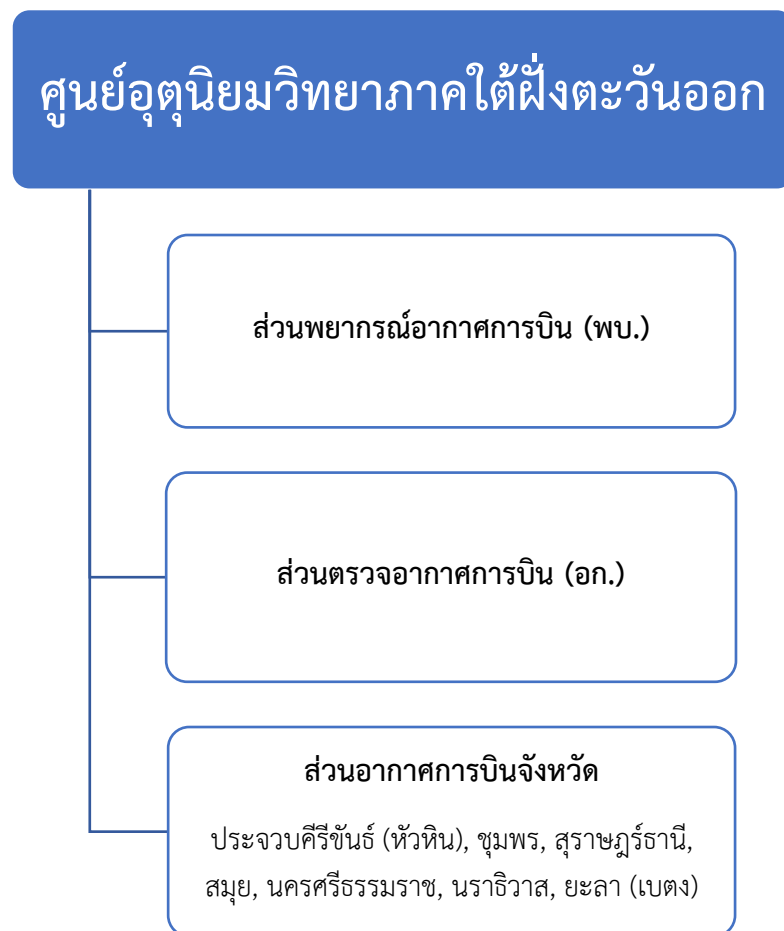 ศูนย์อุตุนิยมวิทยาภาคใต้ฝั่งตะวันออก
ส่วนพยากรณ์อากาศการบิน (พบ.)
ส่วนตรวจอากาศการบิน (อก.)
ส่วนอากาศการบินจังหวัด
ประจวบคีรีขันธ์ (หัวหิน), ชุมพร, สุราษฎร์ธานี,
สมุย, นครศรีธรรมราช, นราธิวาส, ยะลา (เบตง)